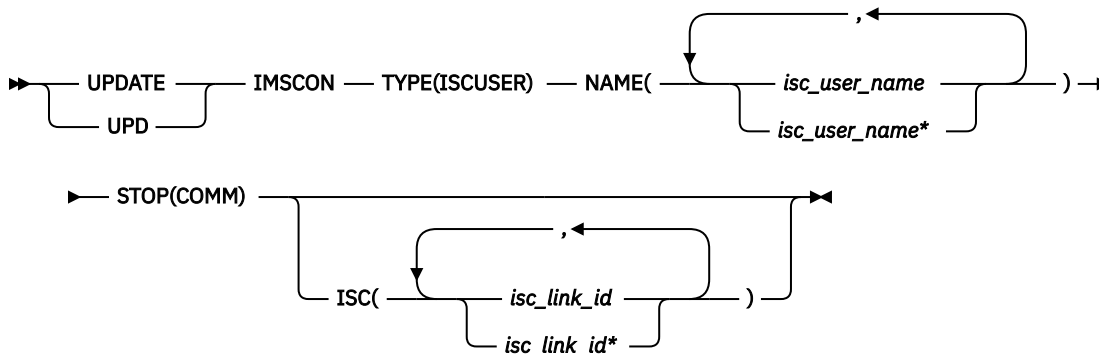 ,
UPDATE IMSCON TYPE(ISCUSER) NAME( isc_user_name )
UPD isc_user_name*
STOP(COMM)
,
ISC( isc_link_id )
isc_link_id*